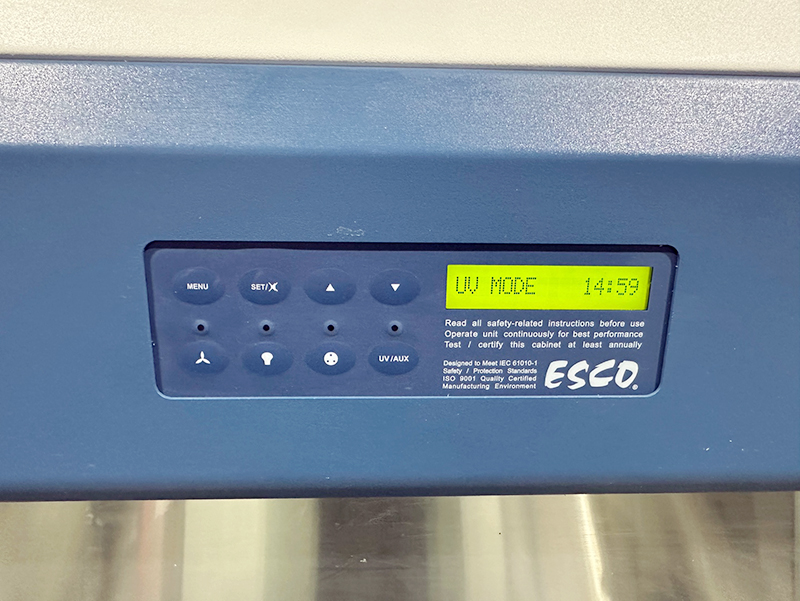 MENU
SET/
UV/AUX
UV MODE 14:59
Read all safety-related instructions before use
Operate unit continuously for best performance
Test / certify this cabinet at least annually
Designed to Meet IEC 61010-1
Safety / Protection Standards
ISO 9001 Quality Certified
Manufacturing Environment
ESCO®